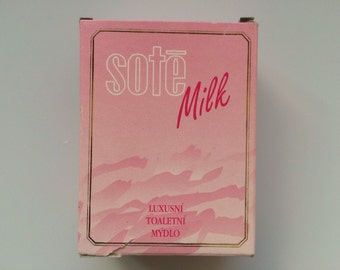 sotē
Milk
LUXUSNÍ
TOALETNÍ
MÝDLO